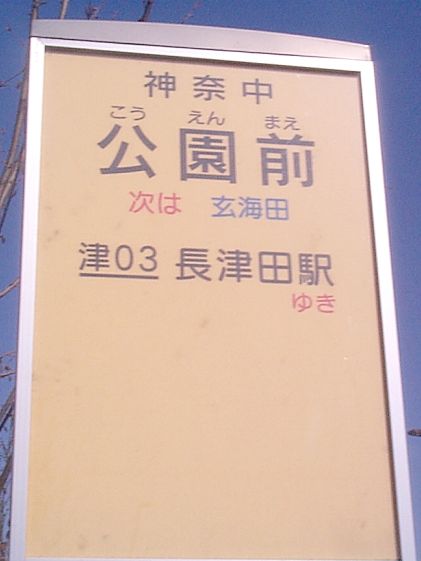 神奈中
こうえんまえ
公園前
次は 玄海田
津03 長津田駅
ゆき